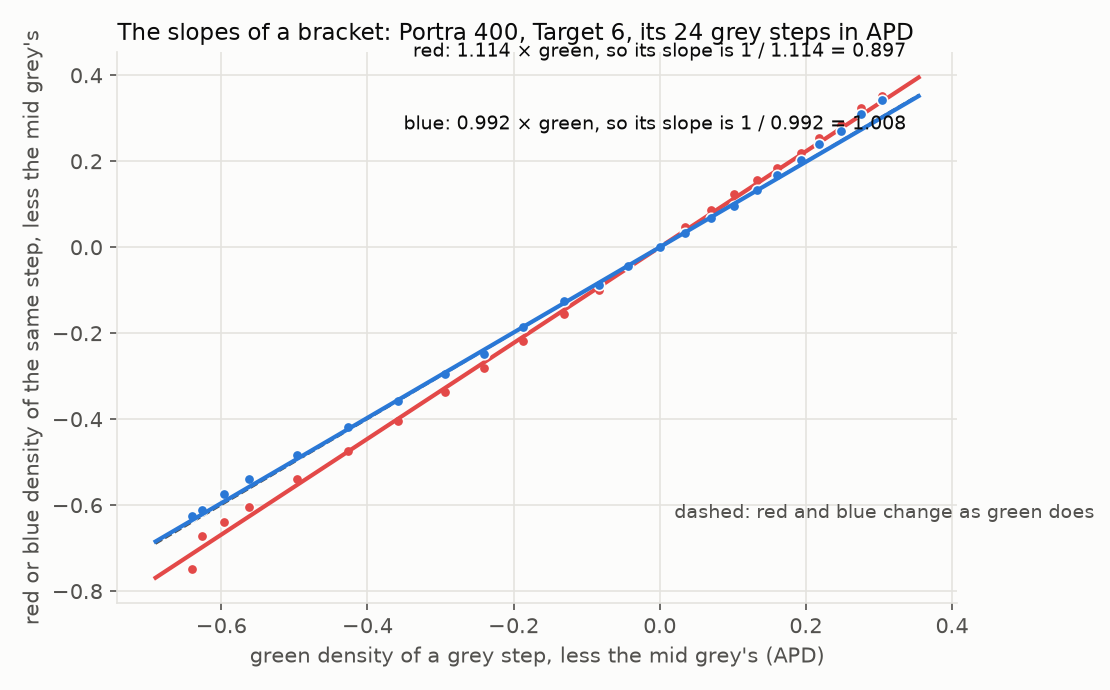 The slopes of a bracket: Portra 400, Target 6, its 24 grey steps in APD
red: 1.114 × green, so its slope is 1 / 1.114 = 0.897
blue: 0.992 × green, so its slope is 1 / 0.992 = 1.008
dashed: red and blue change as green does
red or blue density of the same step, less the mid grey's
0.4
0.2
0.0
−0.2
−0.4
−0.6
−0.8
−0.6
−0.4
−0.2
0.0
0.2
0.4
green density of a grey step, less the mid grey's (APD)